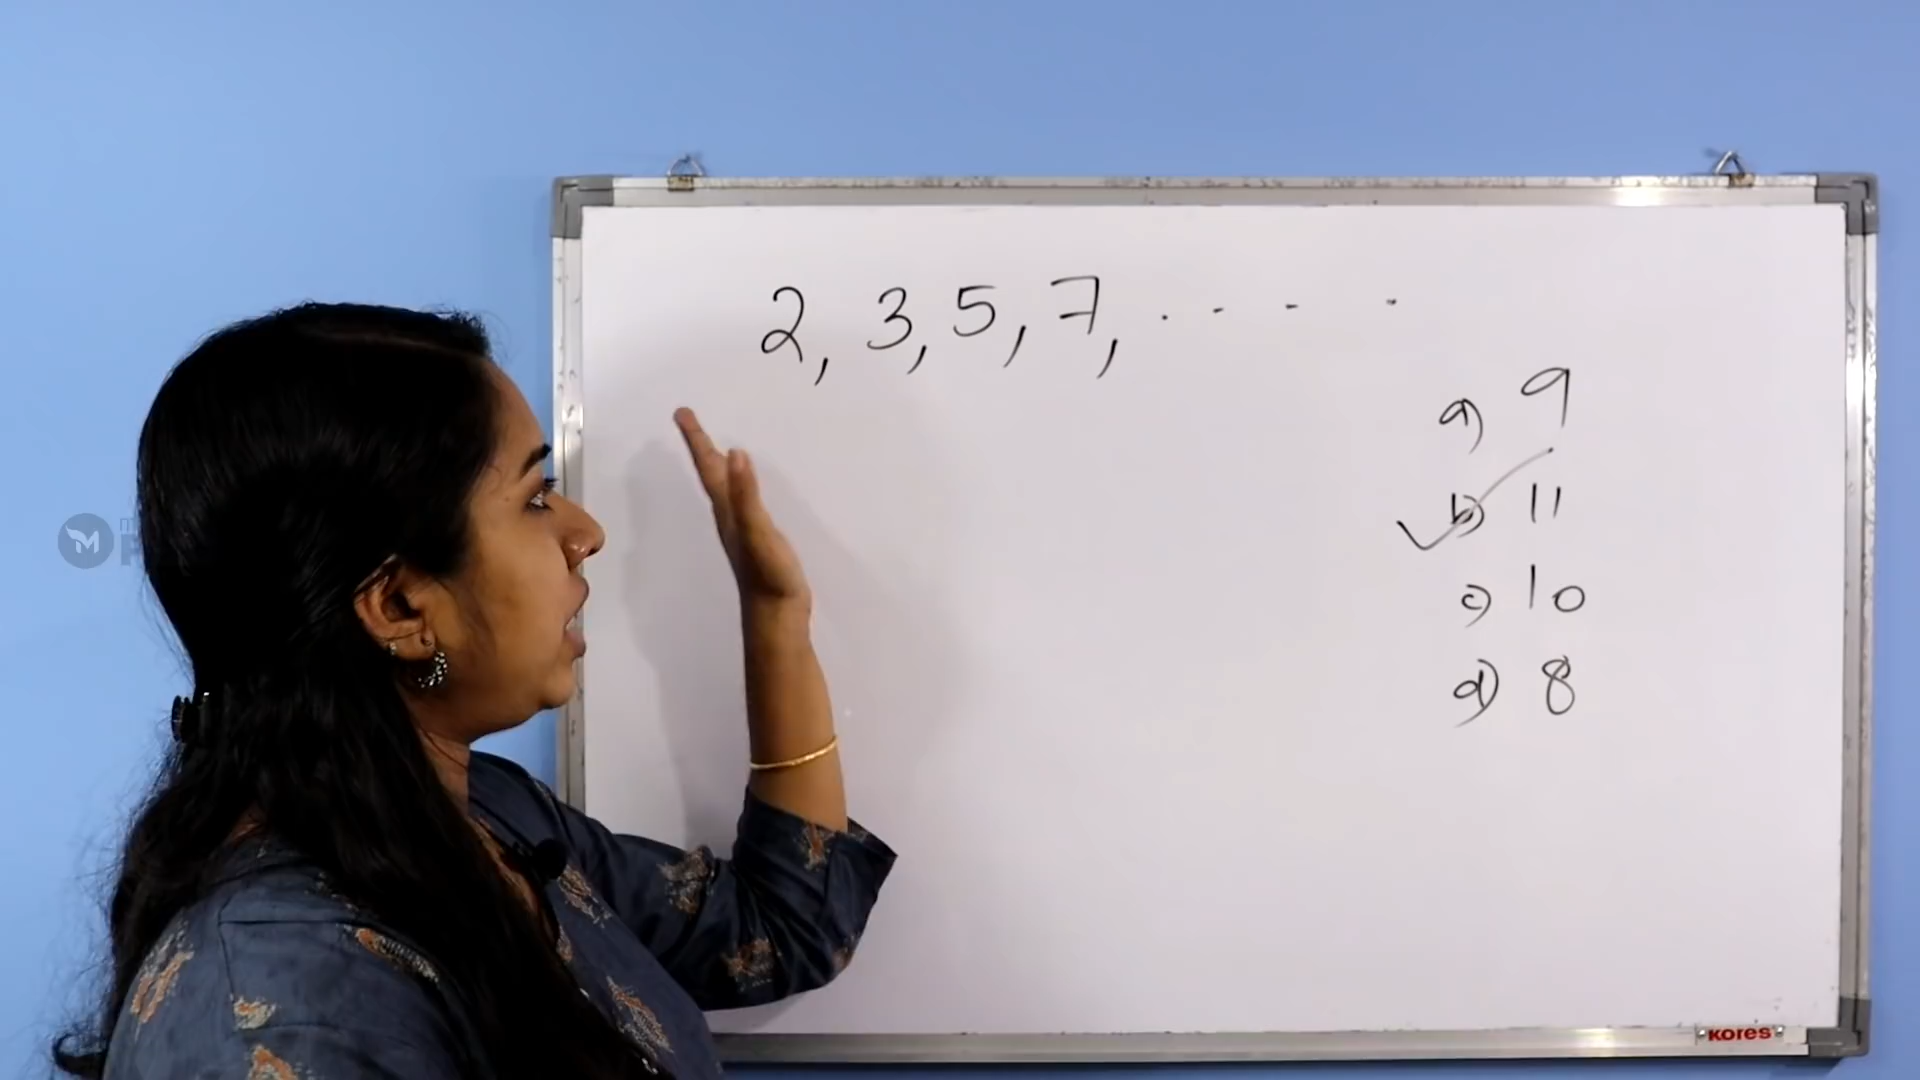 2, 3, 5, 7, . . . .
a) 9
b) 11
c) 10
d) 8
KORES
M